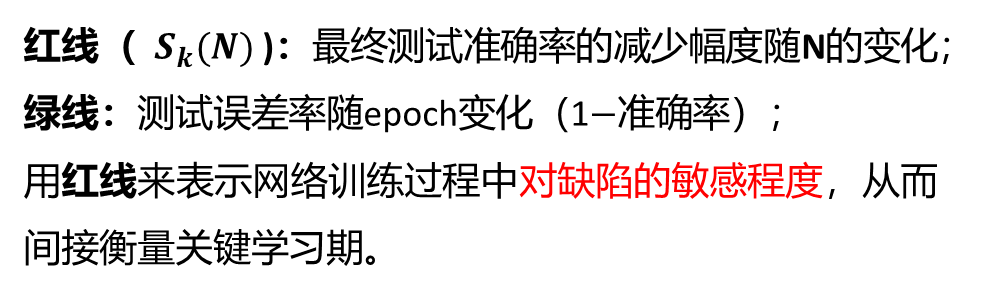 红线（ Sₖ(N) ）：最终测试准确率的减少幅度随N的变化；
绿线：测试误差率随epoch变化（1−准确率）；
用红线来表示网络训练过程中对缺陷的敏感程度，从而
间接衡量关键学习期。